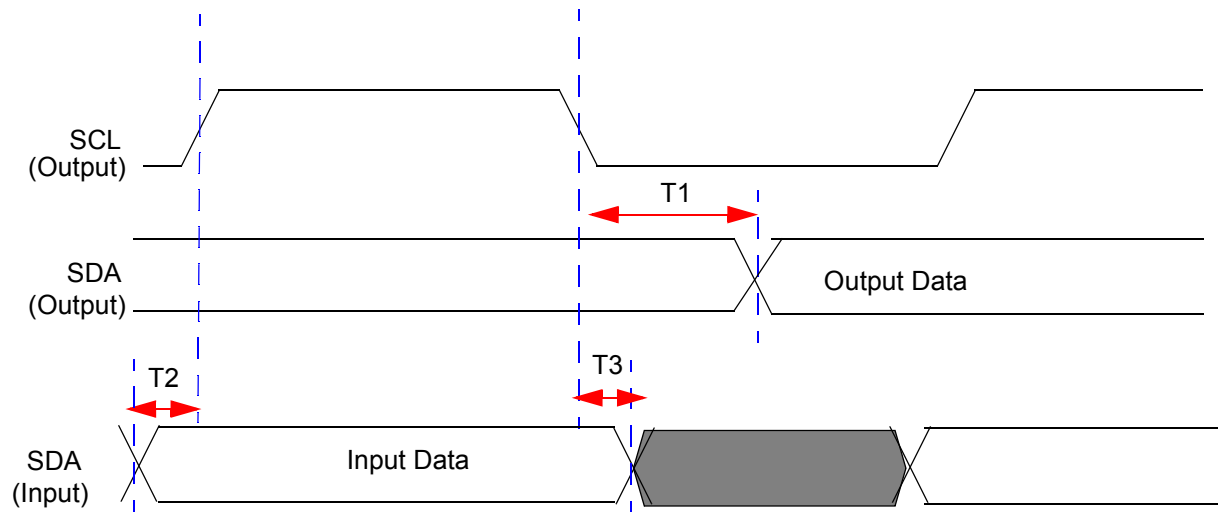 SCL
(Output)
T1
SDA
(Output)
Output Data
T2
T3
SDA
(Input)
Input Data